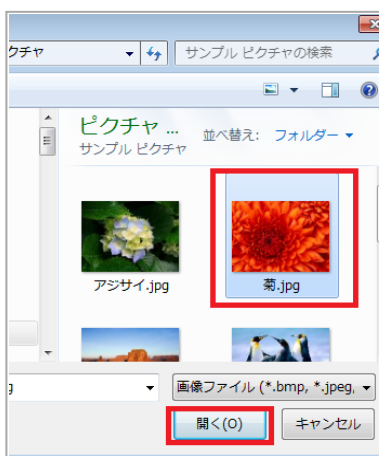 クチャ
サンプル ピクチャの検索
ピクチャ ...
サンプル ピクチャ
並べ替え: フォルダー
アジサイ.jpg
菊.jpg
g
画像ファイル (*.bmp, *.jpeg,
開く(O)
キャンセル